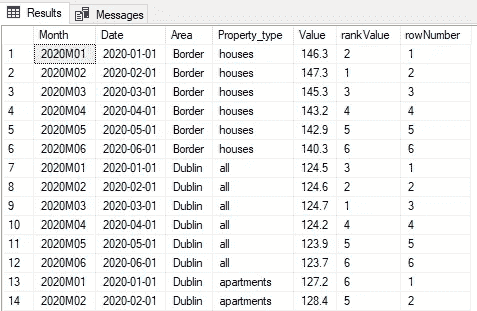 Results Messages
Month Date Area Property_type Value rankValue rowNumber
1 2020M01 2020-01-01 Border houses 146.3 2 1
2 2020M02 2020-02-01 Border houses 147.3 1 2
3 2020M03 2020-03-01 Border houses 145.3 3 3
4 2020M04 2020-04-01 Border houses 143.2 4 4
5 2020M05 2020-05-01 Border houses 142.9 5 5
6 2020M06 2020-06-01 Border houses 140.3 6 6
7 2020M01 2020-01-01 Dublin all 124.5 3 1
8 2020M02 2020-02-01 Dublin all 124.6 2 2
9 2020M03 2020-03-01 Dublin all 124.7 1 3
10 2020M04 2020-04-01 Dublin all 124.2 4 4
11 2020M05 2020-05-01 Dublin all 123.9 5 5
12 2020M06 2020-06-01 Dublin all 123.7 6 6
13 2020M01 2020-01-01 Dublin apartments 127.2 6 1
14 2020M02 2020-02-01 Dublin apartments 128.4 5 2